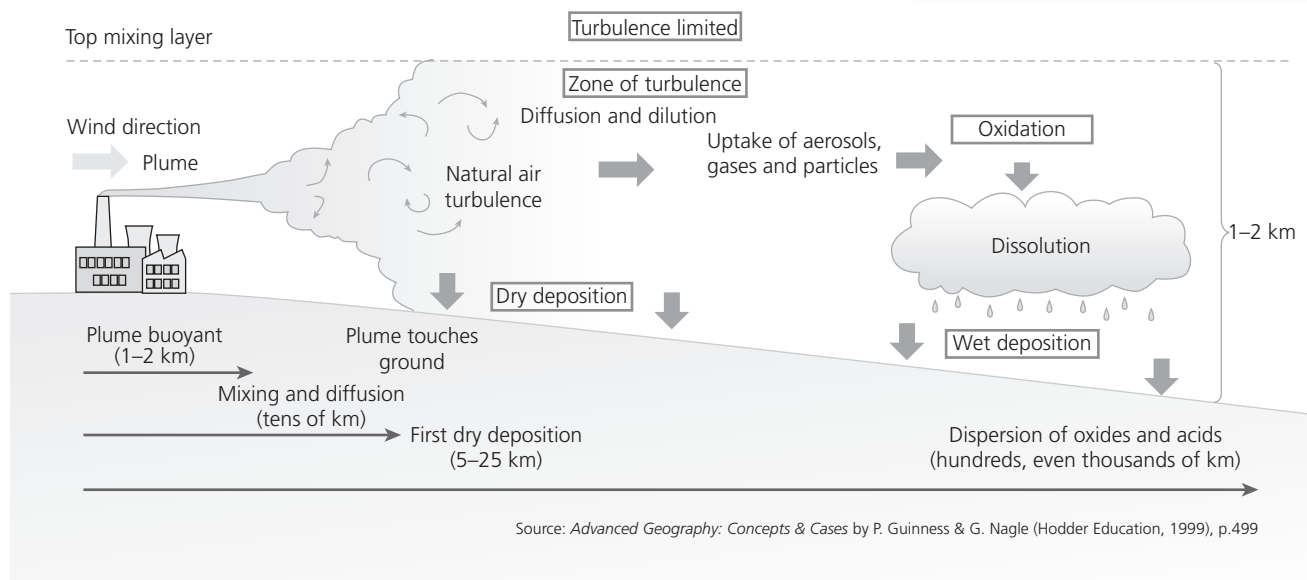 Turbulence limited
Top mixing layer
Zone of turbulence
Diffusion and dilution
Wind direction
Plume
Natural air
turbulence
Uptake of aerosols,
gases and particles
Oxidation
Dissolution
1–2 km
Dry deposition
Wet deposition
Plume buoyant
(1–2 km)
Plume touches
ground
Mixing and diffusion
(tens of km)
First dry deposition
(5–25 km)
Dispersion of oxides and acids
(hundreds, even thousands of km)
Source: Advanced Geography: Concepts & Cases by P. Guinness & G. Nagle (Hodder Education, 1999), p.499